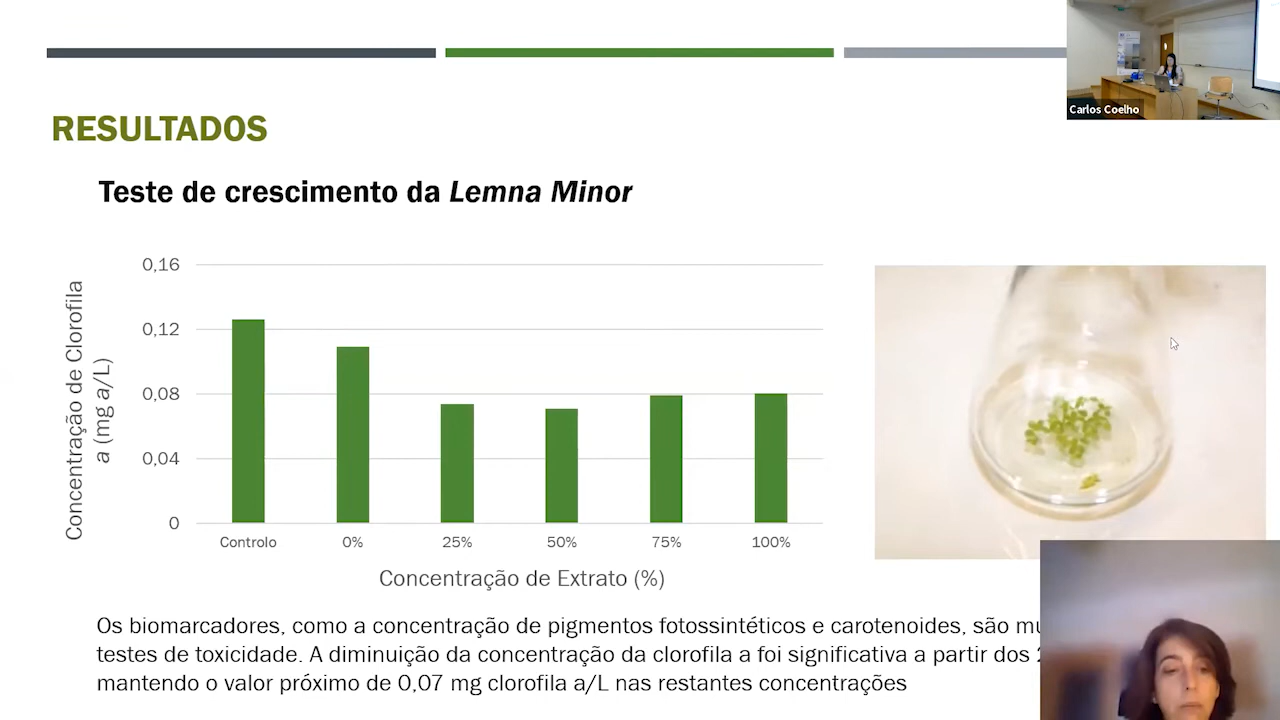 RESULTADOS
Carlos Coelho
Teste de crescimento da Lemna Minor
Concentração de Clorofila
a (mg a/L)
0,16
0,12
0,08
0,04
0
Controlo 0% 25% 50% 75% 100%
Concentração de Extrato (%)
Os biomarcadores, como a concentração de pigmentos fotossintéticos e carotenoides, são
testes de toxicidade. A diminuição da concentração da clorofila a foi significativa a partir dos
mantendo o valor próximo de 0,07 mg clorofila a/L nas restantes concentrações